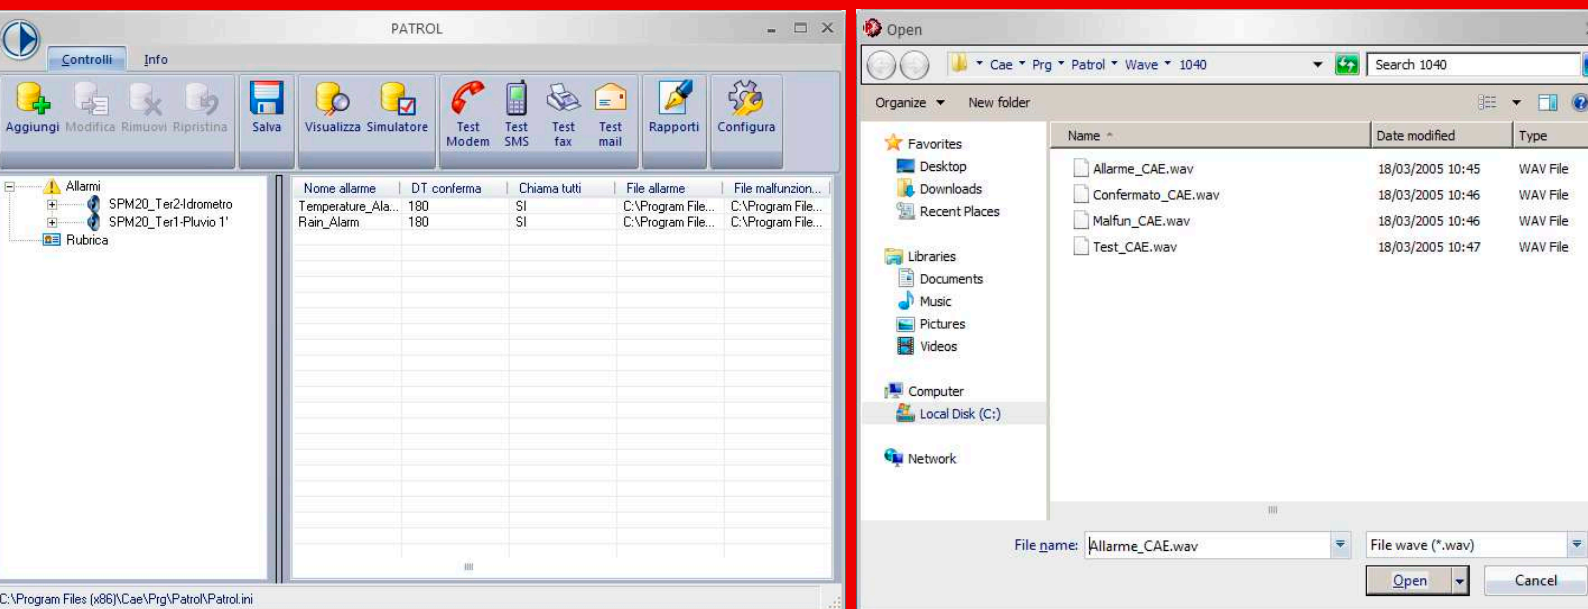 PATROL
Controlli Info
Aggiungi Modifica Rimuovi Ripristina Salva Visualizza Simulatore Test Modem Test SMS Test fax Test mail Rapporti Configura
Allarmi
SPM20_Ter2-Idrometro
SPM20_Ter1-Pluvio 1'
Rubrica
Nome allarme DT conferma Chiama tutti File allarme File malfunzion...
Temperature_Ala... 180 SI C:\Program File... C:\Program File...
Rain_Alarm 180 SI C:\Program File... C:\Program File...
C:\Program Files (x86)\Cae\Prg\Patrol\Patrol.ini
Open
Cae Prg Patrol Wave 1040 Search 1040
Organize New folder
Favorites
Desktop
Downloads
Recent Places
Libraries
Documents
Music
Pictures
Videos
Computer
Local Disk (C:)
Network
Name Date modified Type
Allarme_CAE.wav 18/03/2005 10:45 WAV File
Confermato_CAE.wav 18/03/2005 10:46 WAV File
Malfun_CAE.wav 18/03/2005 10:46 WAV File
Test_CAE.wav 18/03/2005 10:47 WAV File
File name: Allarme_CAE.wav File wave (*.wav)
Open Cancel